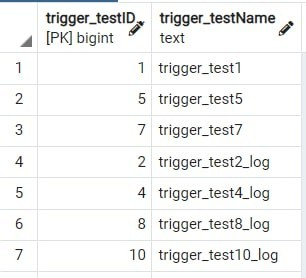 trigger_testID trigger_testName
[PK] bigint text
1 1 trigger_test1
2 5 trigger_test5
3 7 trigger_test7
4 2 trigger_test2_log
5 4 trigger_test4_log
6 8 trigger_test8_log
7 10 trigger_test10_log